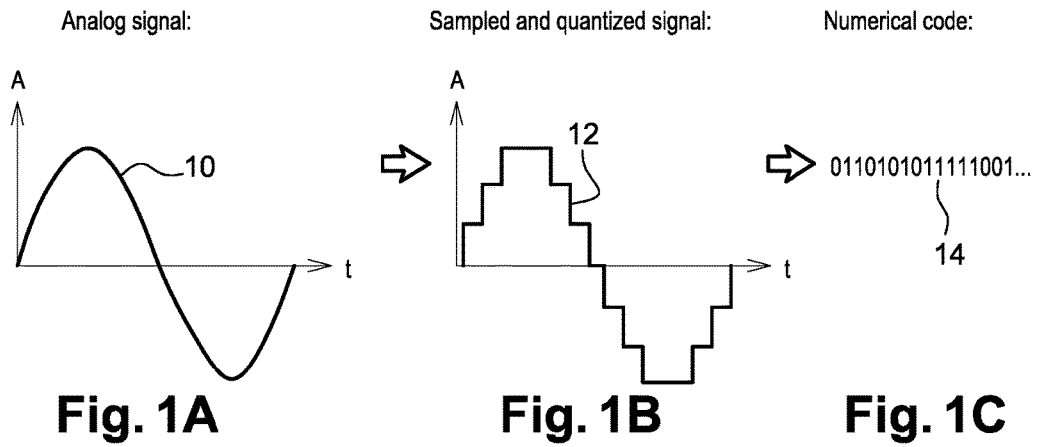 Analog signal:
Sampled and quantized signal:
Numerical code:
A
A
10
12
0110101011111001...
14
t
t
Fig. 1A
Fig. 1B
Fig. 1C